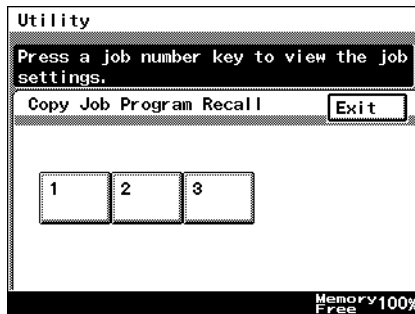 Utility
Press a job number key to view the job
settings.
Copy Job Program Recall
Exit
1 2 3
Memory
Free 100%